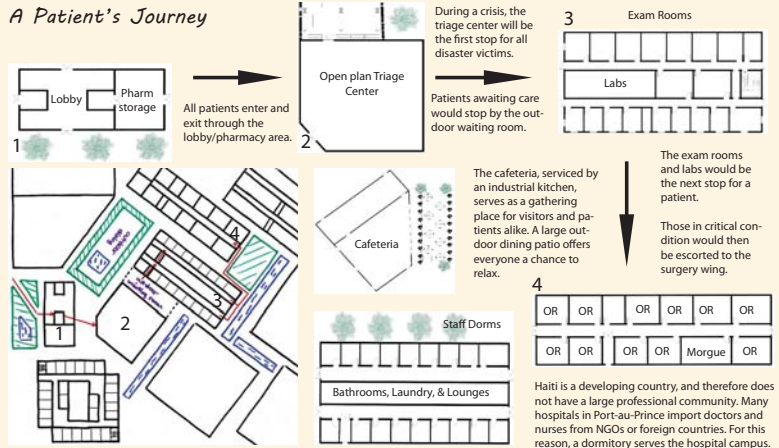 A Patient's Journey
Lobby
Pharm
storage
1
All patients enter and
exit through the
lobby/pharmacy area.
Open plan Triage
Center
2
During a crisis, the
triage center will be
the first stop for all
disaster victims.
Patients awaiting care
would stop by the out-
door waiting room.
3
Exam Rooms
Labs
The exam rooms
and labs would be
the next stop for a
patient.
Those in critical con-
dition would then
be escorted to the
surgery wing.
4
OR
OR
OR
OR
OR
OR
OR
OR
OR
OR
Morgue
OR
Haiti is a developing country, and therefore does
not have a large professional community. Many
hospitals in Port-au-Prince import doctors and
nurses from NGOs or foreign countries. For this
reason, a dormitory serves the hospital campus.
1
2
3
4
Cafeteria
The cafeteria, serviced by
an industrial kitchen,
serves as a gathering
place for visitors and pa-
tients alike. A large out-
door dining patio offers
everyone a chance to
relax.
Staff Dorms
Bathrooms, Laundry, & Lounges